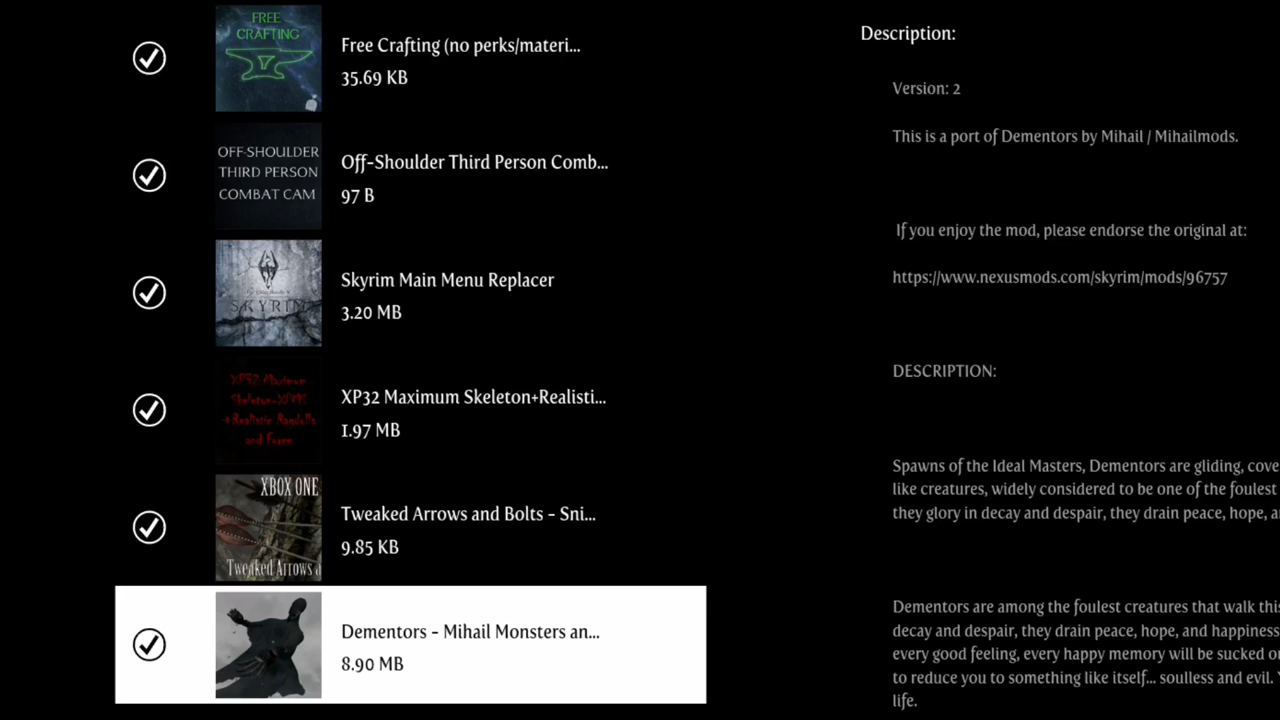 FREE
CRAFTING
Free Crafting (no perks/materi...
35.69 KB
OFF-SHOULDER
THIRD PERSON
COMBAT CAM
Off-Shoulder Third Person Comb...
97 B
SKYRIM
Skyrim Main Menu Replacer
3.20 MB
XP32 Maximum
Skeleton+XPMS
+Realistic Ragdolls
and Force
XP32 Maximum Skeleton+Realisti...
1.97 MB
XBOX ONE
Tweaked Arrows a
Tweaked Arrows and Bolts - Sni...
9.85 KB
Dementors - Mihail Monsters an...
8.90 MB
Description:
Version: 2
This is a port of Dementors by Mihail / Mihailmods.
If you enjoy the mod, please endorse the original at:
https://www.nexusmods.com/skyrim/mods/96757
DESCRIPTION:
Spawns of the Ideal Masters, Dementors are gliding, cove
like creatures, widely considered to be one of the foulest
they glory in decay and despair, they drain peace, hope, a
Dementors are among the foulest creatures that walk this
decay and despair, they drain peace, hope, and happiness
every good feeling, every happy memory will be sucked o
to reduce you to something like itself... soulless and evil. Y
life.